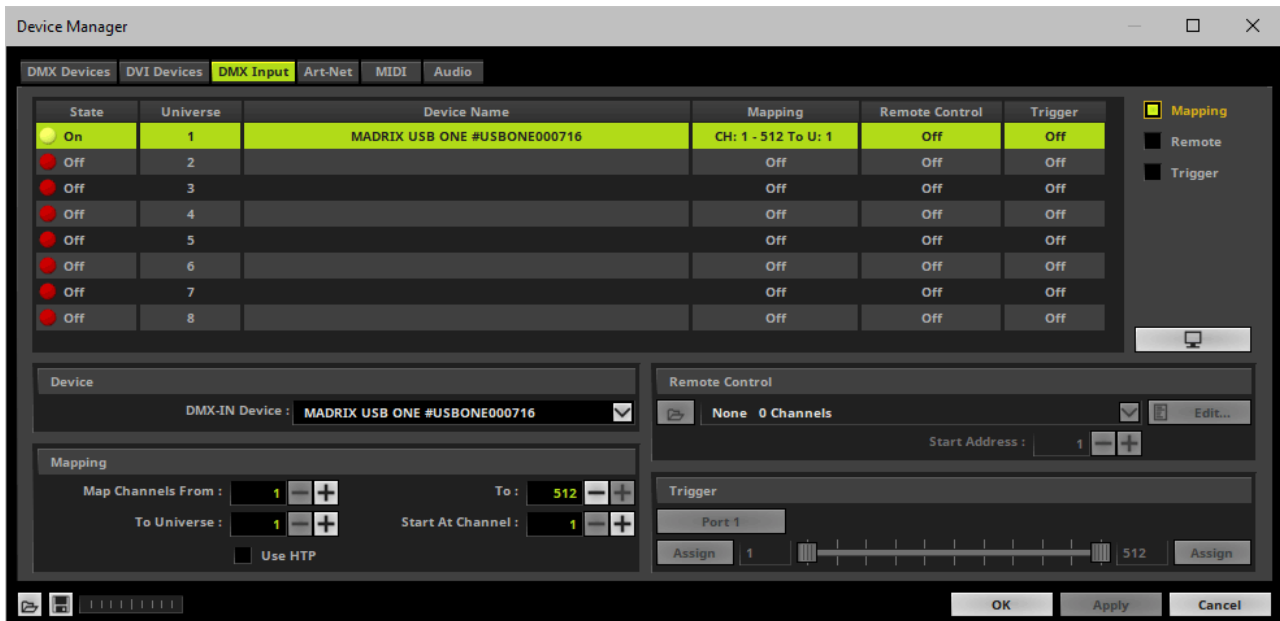 Device Manager
DMX Devices DVI Devices DMX Input Art-Net MIDI Audio
State Universe Device Name Mapping Remote Control Trigger
On 1 MADRIX USB ONE #USBONE000716 CH: 1 - 512 To U: 1 Off Off
Off 2 Off Off Off
Off 3 Off Off Off
Off 4 Off Off Off
Off 5 Off Off Off
Off 6 Off Off Off
Off 7 Off Off Off
Off 8 Off Off Off
Mapping
Remote
Trigger
Device
DMX-IN Device : MADRIX USB ONE #USBONE000716
Mapping
Map Channels From : 1 To : 512
To Universe : 1 Start At Channel : 1
Use HTP
Remote Control
None 0 Channels Edit...
Start Address : 1
Trigger
Port 1
Assign 1 512 Assign
OK Apply Cancel